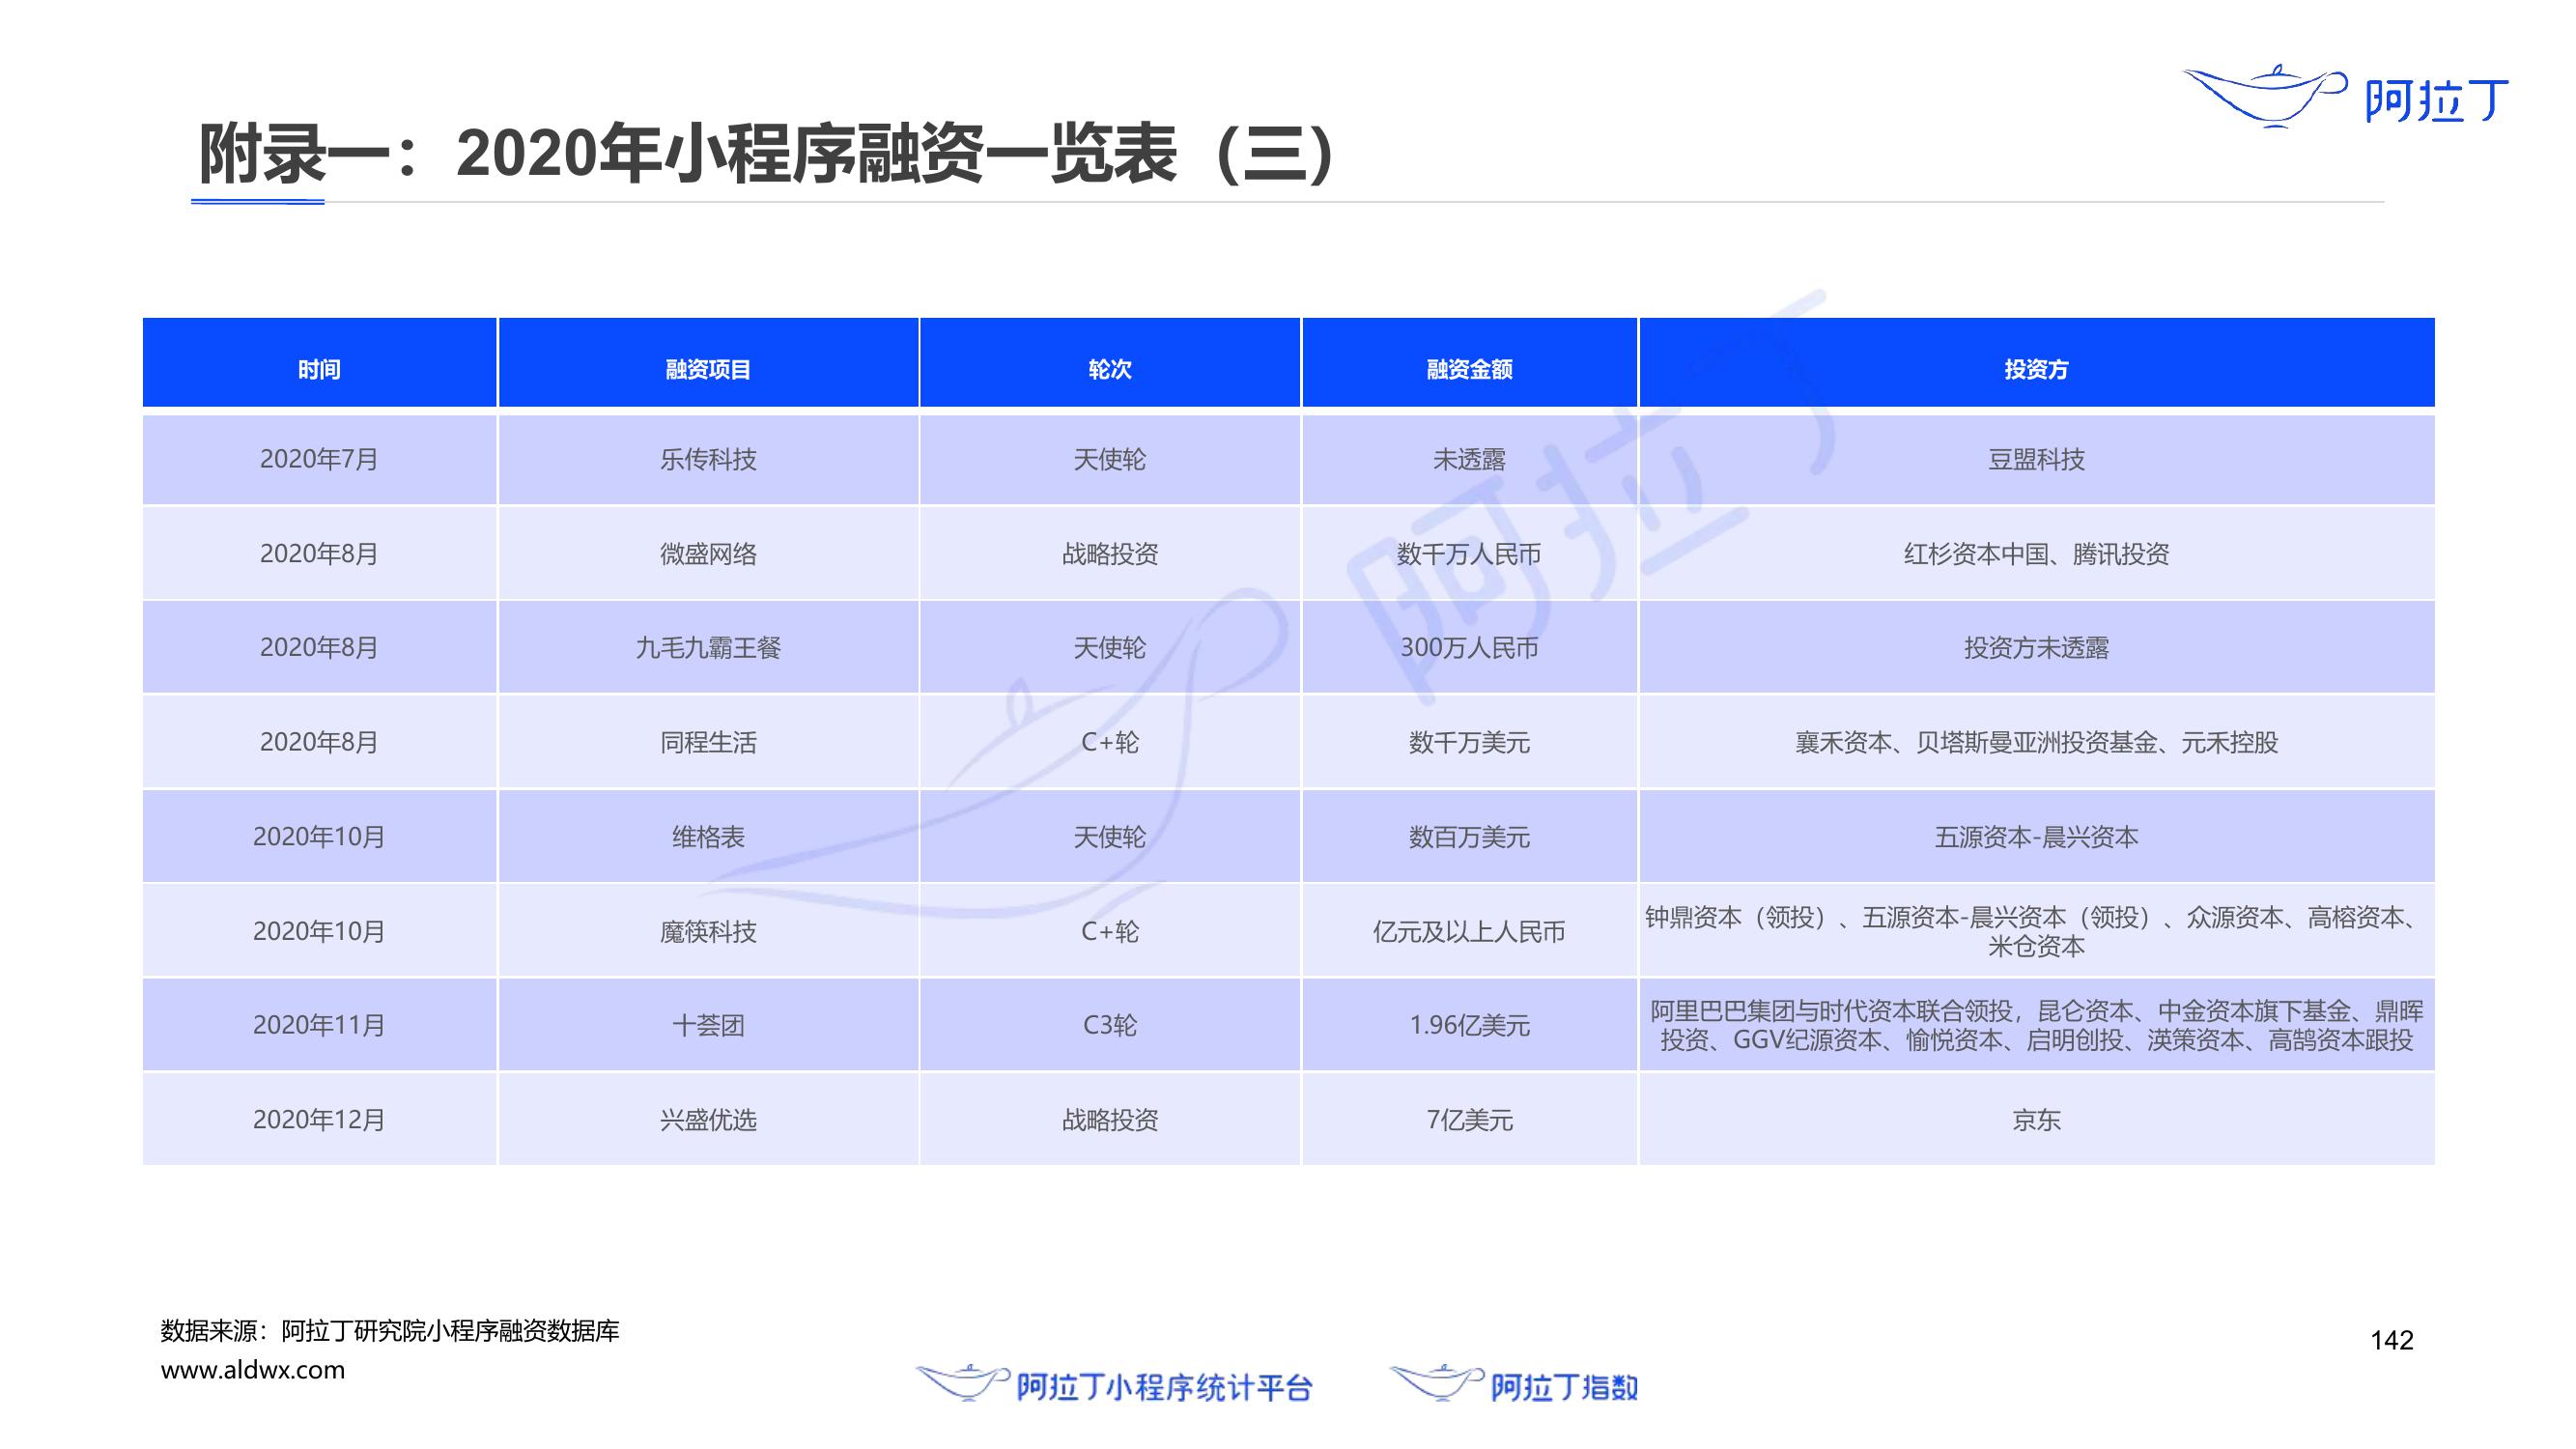 阿拉丁
附录一：2020年小程序融资一览表（三）
时间 融资项目 轮次 融资金额 投资方
2020年7月 乐传科技 天使轮 未透露 豆盟科技
2020年8月 微盛网络 战略投资 数千万人民币 红杉资本中国、腾讯投资
2020年8月 九毛九霸王餐 天使轮 300万人民币 投资方未透露
2020年8月 同程生活 C+轮 数千万美元 襄禾资本、贝塔斯曼亚洲投资基金、元禾控股
2020年10月 维格表 天使轮 数百万美元 五源资本-晨兴资本
2020年10月 魔筷科技 C+轮 亿元及以上人民币 钟鼎资本（领投）、五源资本-晨兴资本（领投）、众源资本、高榕资本、
米仓资本
2020年11月 十荟团 C3轮 1.96亿美元 阿里巴巴集团与时代资本联合领投，昆仑资本、中金资本旗下基金、鼎晖
投资、GGV纪源资本、愉悦资本、启明创投、渶策资本、高鹄资本跟投
2020年12月 兴盛优选 战略投资 7亿美元 京东
阿拉丁
数据来源：阿拉丁研究院小程序融资数据库
www.aldwx.com
阿拉丁小程序统计平台
阿拉丁指数
142